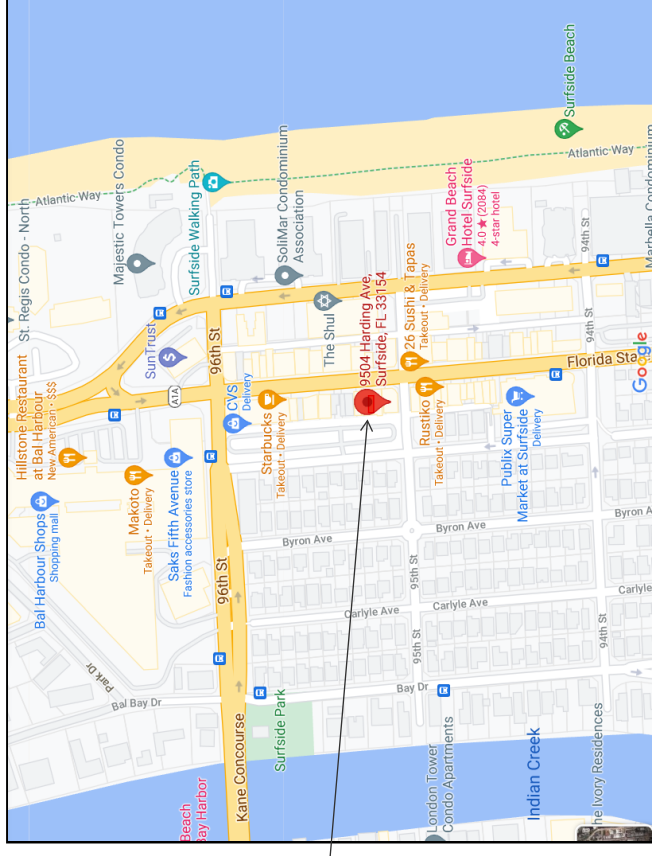 St. Regis Condo - North
Atlantic Way
Majestic Towers Condo
Surfside Walking Path
SoliMar Condominium
Association
Surfside Beach
Atlantic Way
Grand Beach
Hotel Surfside
4.0 ★ (2084)
4-star hotel
94th St
Marbella Condominium
Hillstone Restaurant
at Bal Harbour
New American • $$$
SunTrust
A1A
96th St
The Shul
9504 Harding Ave,
Surfside, FL 33154
26 Sushi & Tapas
Takeout • Delivery
94th St
Florida Sta
Google
Bal Harbour Shops
Shopping mall
Makoto
Takeout • Delivery
Saks Fifth Avenue
Fashion accessories store
CVS
Delivery
Starbucks
Takeout • Delivery
Rustiko
Takeout • Delivery
Publix Super
Market at Surfside
Delivery
96th St
Byron Ave
95th St
Byron A
Carlyle Ave
Carlyle
95th St
94th St
Park Dr
Bal Bay Dr
Bay Dr
Kane Concourse
Surfside Park
Beach
Bay Harbor
London Tower
Condo Apartments
Indian Creek
The Ivory Residences